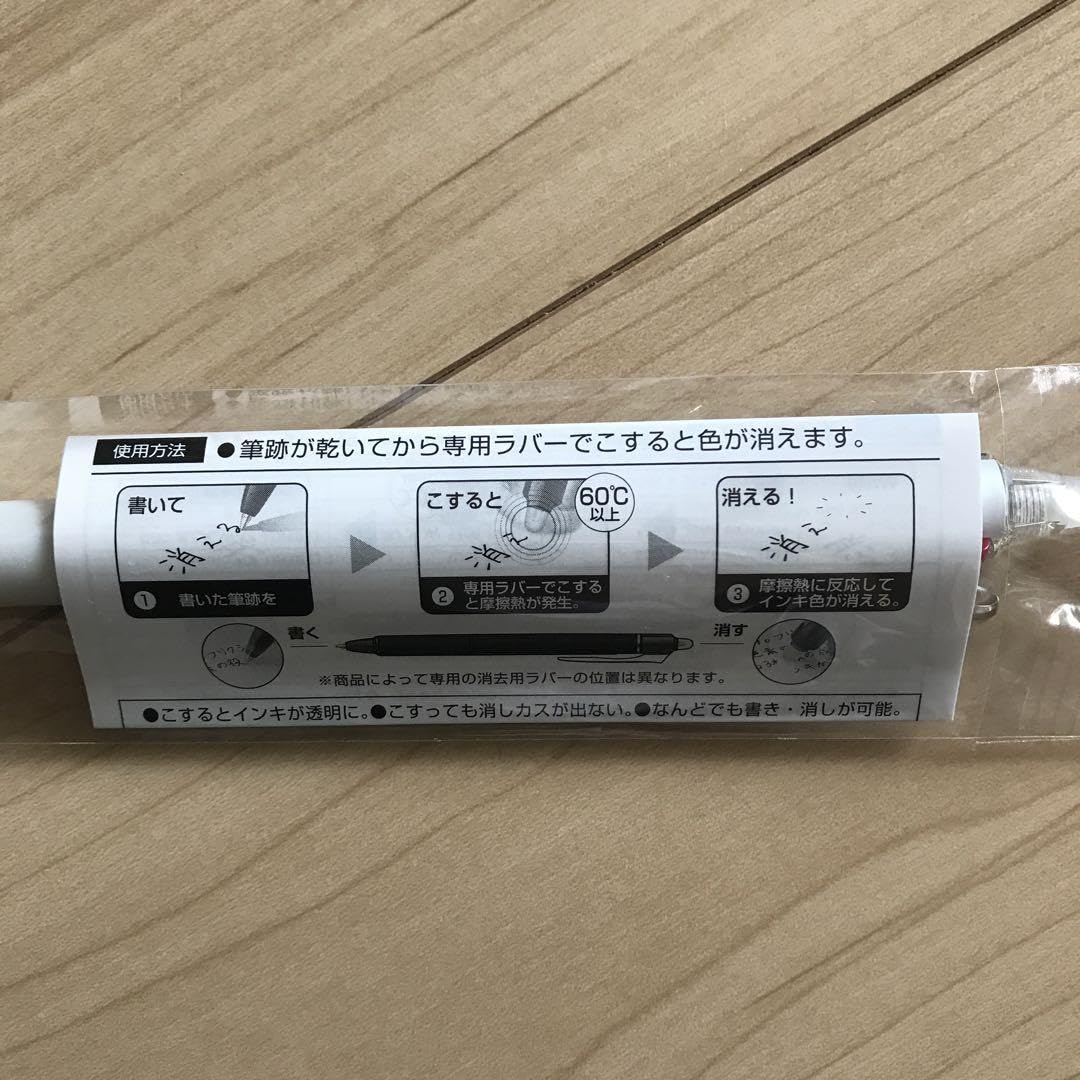 使用方法 ●筆跡が乾いてから専用ラバーでこすると色が消えます。
書いて
消える
① 書いた筆跡を
こすると
60℃
以上
消え
② 専用ラバーでこする
と摩擦熱が発生。
消える！
消え
③ 摩擦熱に反応して
インキ色が消える。
書く
消す
※商品によって専用の消去用ラバーの位置は異なります。
●こするとインキが透明に。●こすっても消しカスが出ない。●なんどでも書き・消しが可能。